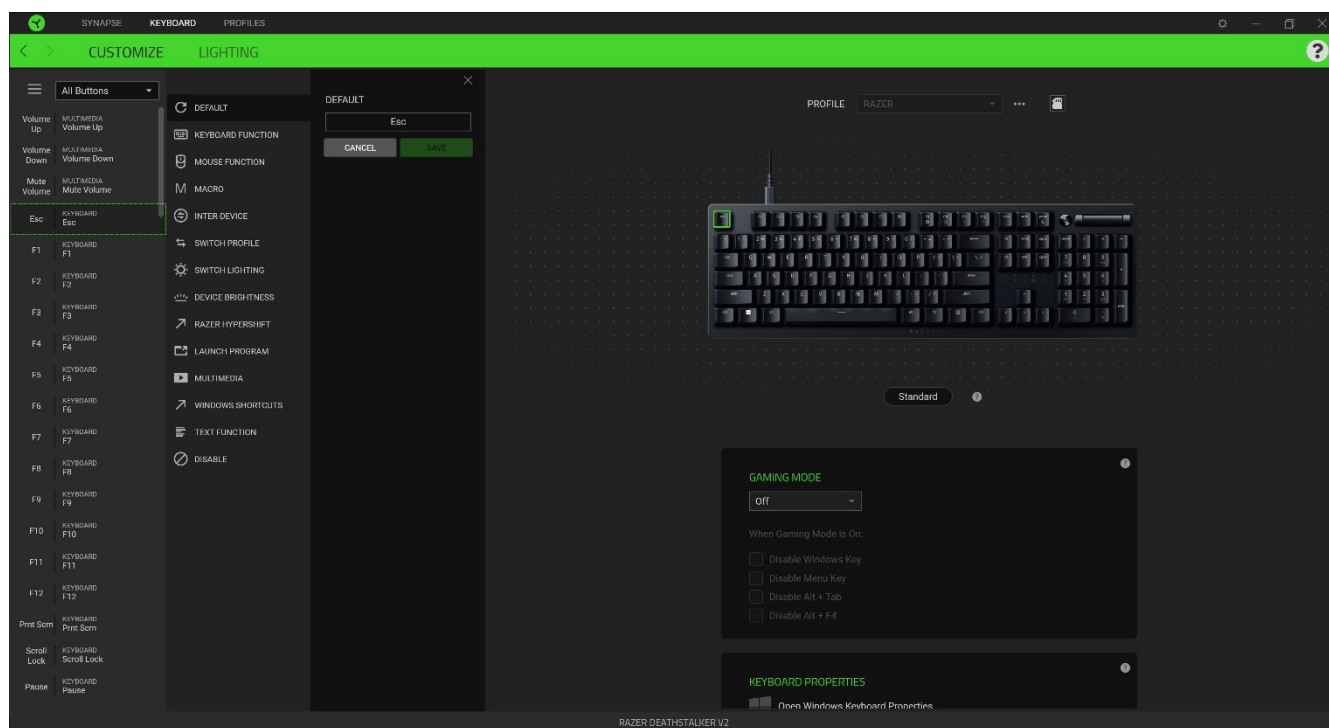 SYNAPSE KEYBOARD PROFILES
CUSTOMIZE LIGHTING
All Buttons
Volume Up MULTIMEDIA Volume Up
Volume Down MULTIMEDIA Volume Down
Mute Volume MULTIMEDIA Mute Volume
Esc KEYBOARD Esc
F1 KEYBOARD F1
F2 KEYBOARD F2
F3 KEYBOARD F3
F4 KEYBOARD F4
F5 KEYBOARD F5
F6 KEYBOARD F6
F7 KEYBOARD F7
F8 KEYBOARD F8
F9 KEYBOARD F9
F10 KEYBOARD F10
F11 KEYBOARD F11
F12 KEYBOARD F12
Prnt Scrn KEYBOARD Prnt Scrn
Scroll Lock KEYBOARD Scroll Lock
Pause KEYBOARD Pause
DEFAULT
KEYBOARD FUNCTION
MOUSE FUNCTION
MACRO
INTER-DEVICE
SWITCH PROFILE
SWITCH LIGHTING
DEVICE BRIGHTNESS
RAZER HYPERSHIFT
LAUNCH PROGRAM
MULTIMEDIA
WINDOWS SHORTCUTS
TEXT FUNCTION
DISABLE
DEFAULT
Esc
CANCEL SAVE
PROFILE RAZER
RAZER
Standard
GAMING MODE
Off
When Gaming Mode is On:
Disable Windows Key
Disable Menu Key
Disable Alt + Tab
Disable Alt + F4
KEYBOARD PROPERTIES
Open Windows Keyboard Properties
RAZER DEATHSTALKER V2